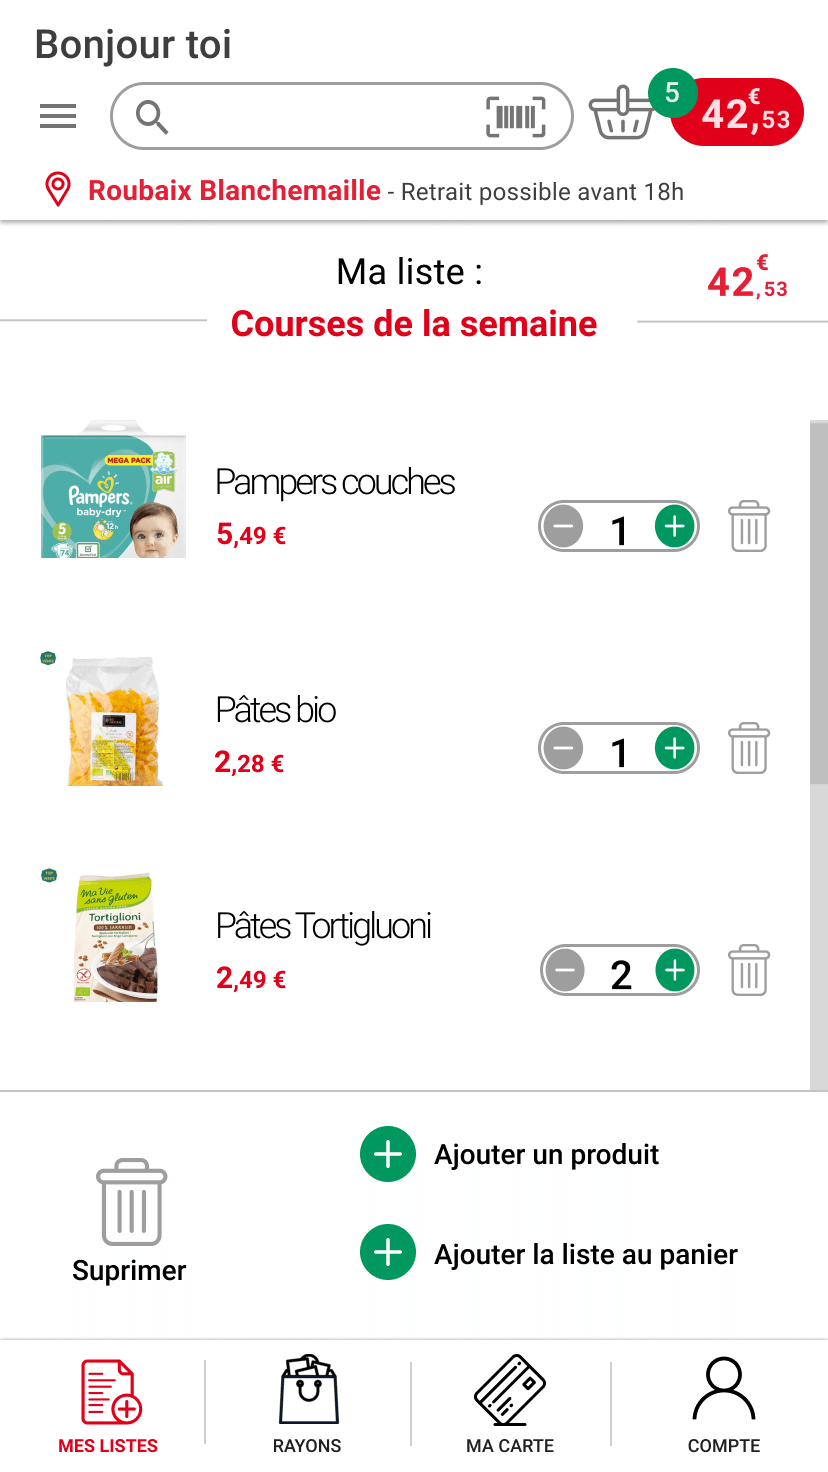 Bonjour toi
5
42,53 €
Roubaix Blanchemaille - Retrait possible avant 18h
Ma liste :
42,53 €
Courses de la semaine
MEGA PACK
air
Pampers
baby-dry
12h
5
74
Pampers couches
5,49 €
1
Pâtes bio
2,28 €
1
Ma Vie
sans gluten
Tortiglioni
100% SARRASIN
Pâtes Tortigluoni
2,49 €
2
Ajouter un produit
Suprimer
Ajouter la liste au panier
MES LISTES
RAYONS
MA CARTE
COMPTE